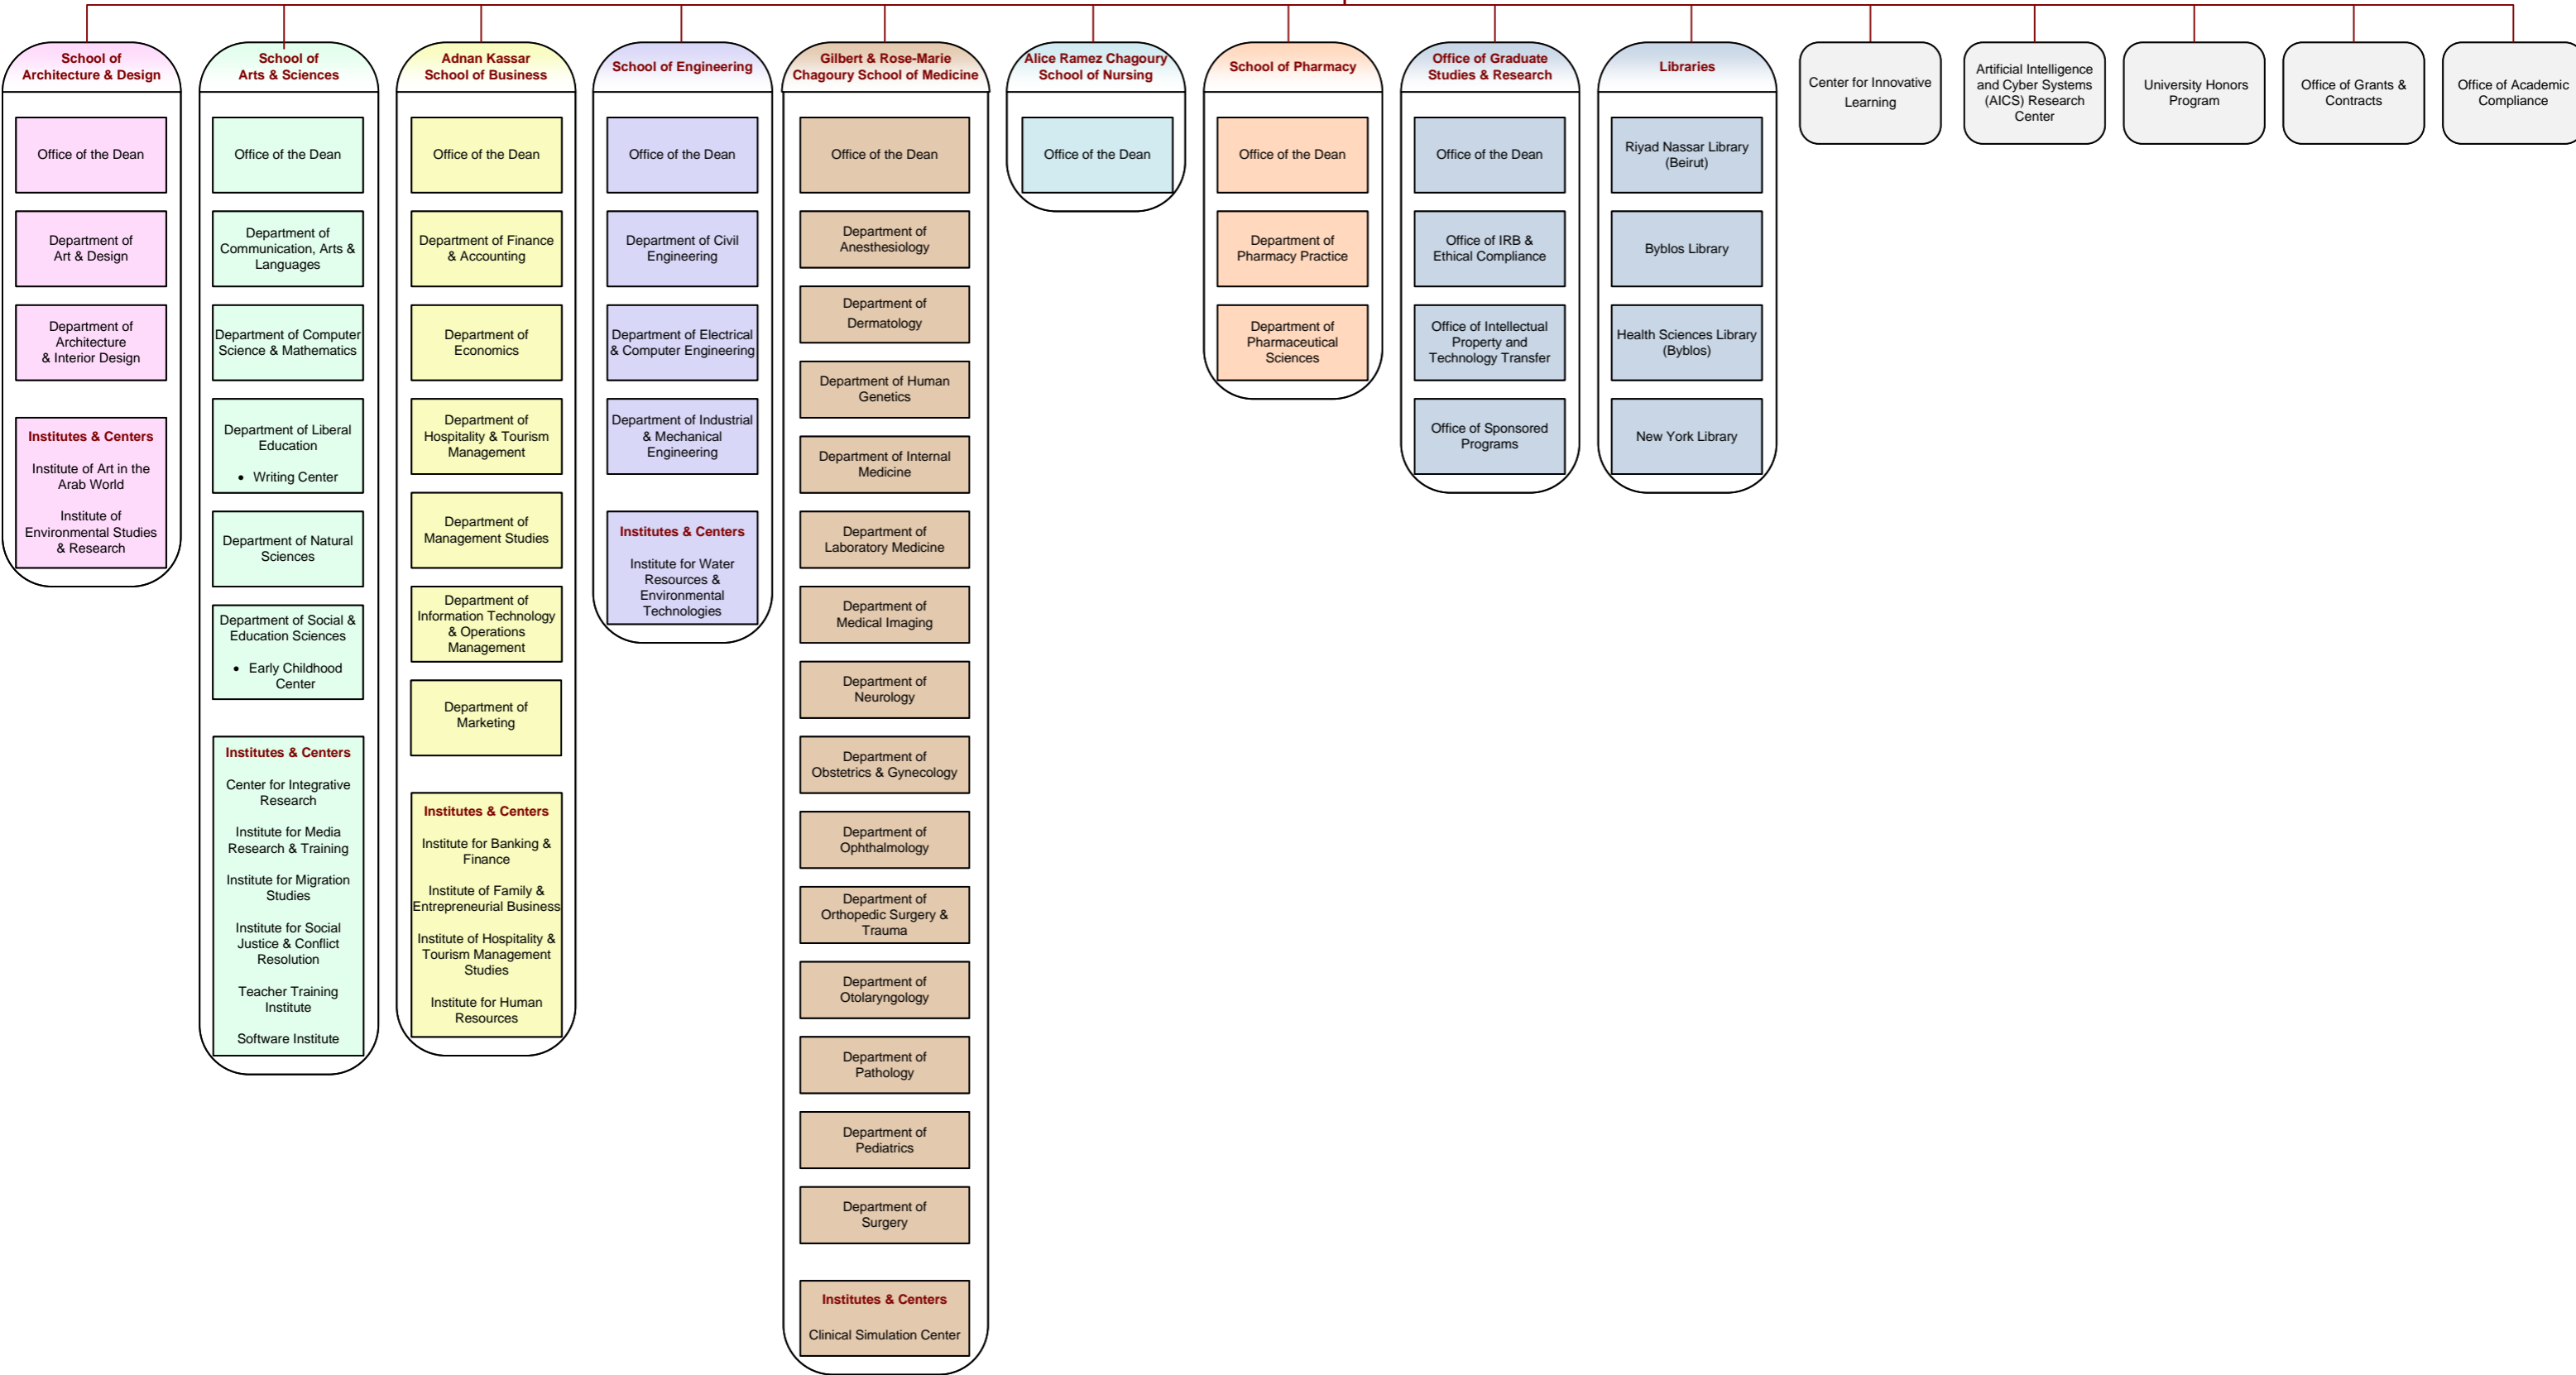 School of
Architecture & Design
Office of the Dean
Department of
Art & Design
Department of
Architecture
& Interior Design
Institutes & Centers
Institute of Art in the
Arab World
Institute of
Environmental Studies
& Research
School of
Arts & Sciences
Office of the Dean
Department of
Communication, Arts &
Languages
Department of Computer
Science & Mathematics
Department of Liberal
Education
• Writing Center
Department of Natural
Sciences
Department of Social &
Education Sciences
• Early Childhood
Center
Institutes & Centers
Center for Integrative
Research
Institute for Media
Research & Training
Institute for Migration
Studies
Institute for Social
Justice & Conflict
Resolution
Teacher Training
Institute
Software Institute
Adnan Kassar
School of Business
Office of the Dean
Department of Finance
& Accounting
Department of
Economics
Department of
Hospitality & Tourism
Management
Department of
Management Studies
Department of
Information Technology
& Operations
Management
Department of
Marketing
Institutes & Centers
Institute for Banking &
Finance
Institute of Family &
Entrepreneurial Business
Institute of Hospitality &
Tourism Management
Studies
Institute for Human
Resources
School of Engineering
Office of the Dean
Department of Civil
Engineering
Department of Electrical
& Computer Engineering
Department of Industrial
& Mechanical
Engineering
Institutes & Centers
Institute for Water
Resources &
Environmental
Technologies
Gilbert & Rose-Marie
Chagoury School of Medicine
Office of the Dean
Department of
Anesthesiology
Department of
Dermatology
Department of Human
Genetics
Department of Internal
Medicine
Department of
Laboratory Medicine
Department of
Medical Imaging
Department of
Neurology
Department of
Obstetrics & Gynecology
Department of
Ophthalmology
Department of
Orthopedic Surgery &
Trauma
Department of
Otolaryngology
Department of
Pathology
Department of
Pediatrics
Department of
Surgery
Institutes & Centers
Clinical Simulation Center
Alice Ramez Chagoury
School of Nursing
Office of the Dean
School of Pharmacy
Office of the Dean
Department of
Pharmacy Practice
Department of
Pharmaceutical
Sciences
Office of Graduate
Studies & Research
Office of the Dean
Office of IRB &
Ethical Compliance
Office of Intellectual
Property and
Technology Transfer
Office of Sponsored
Programs
Libraries
Riyad Nassar Library
(Beirut)
Byblos Library
Health Sciences Library
(Byblos)
New York Library
Center for Innovative
Learning
Artificial Intelligence
and Cyber Systems
(AICS) Research
Center
University Honors
Program
Office of Grants &
Contracts
Office of Academic
Compliance